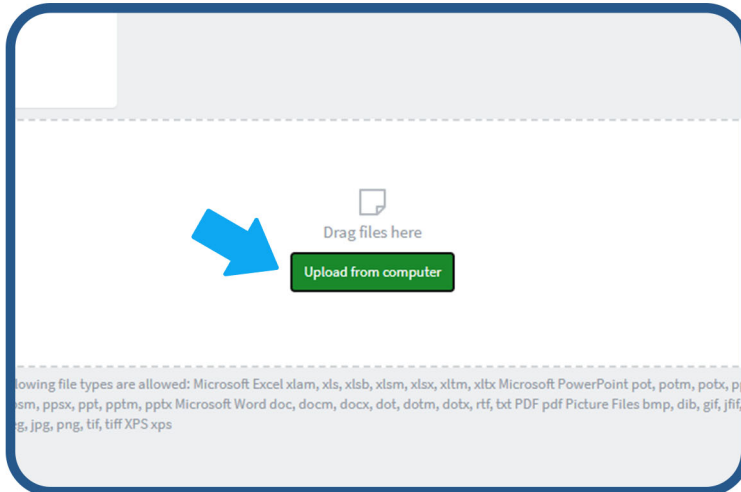 Drag files here
Upload from computer
lowing file types are allowed: Microsoft Excel xlam, xls, xlsb, xlsm, xlsx, xltm, xltx Microsoft PowerPoint pot, potm, potx,
sm, ppsx, ppt, pptm, pptx Microsoft Word doc, docm, docx, dot, dotm, dotx, rtf, txt PDF pdf Picture Files bmp, dib, gif, jfif,
g, jpg, png, tif, tiff XPS xps